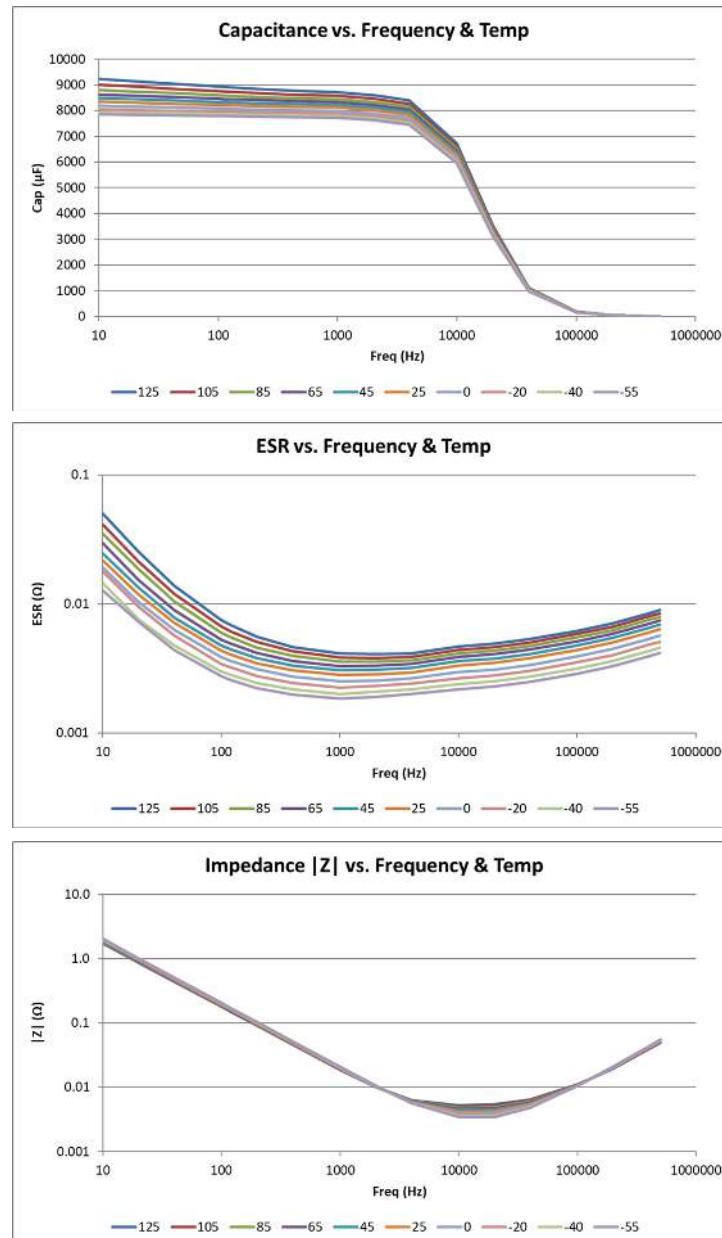 Capacitance vs. Frequency & Temp
10000
9000
8000
7000
6000
5000
4000
3000
2000
1000
0
Cap (µF)
10 100 1000 10000 100000 1000000
Freq (Hz)
125 105 85 65 45 25 0 -20 -40 -55
ESR vs. Frequency & Temp
0.1
0.01
0.001
ESR (Ω)
10 100 1000 10000 100000 1000000
Freq (Hz)
125 105 85 65 45 25 0 -20 -40 -55
Impedance |Z| vs. Frequency & Temp
10.0
1.0
0.1
0.01
0.001
|Z| (Ω)
10 100 1000 10000 100000 1000000
Freq (Hz)
125 105 85 65 45 25 0 -20 -40 -55